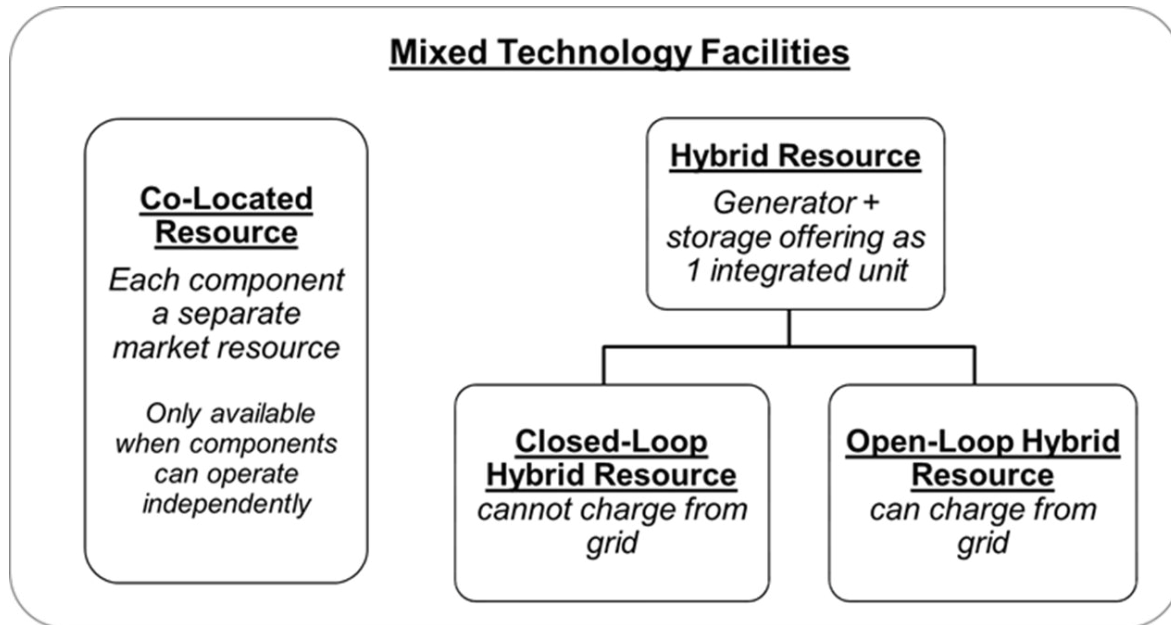 Mixed Technology Facilities
Co-Located
Resource
Each component
a separate
market resource
Only available
when components
can operate
independently
Hybrid Resource
Generator +
storage offering as
1 integrated unit
Closed-Loop
Hybrid Resource
cannot charge from
grid
Open-Loop Hybrid
Resource
can charge from
grid